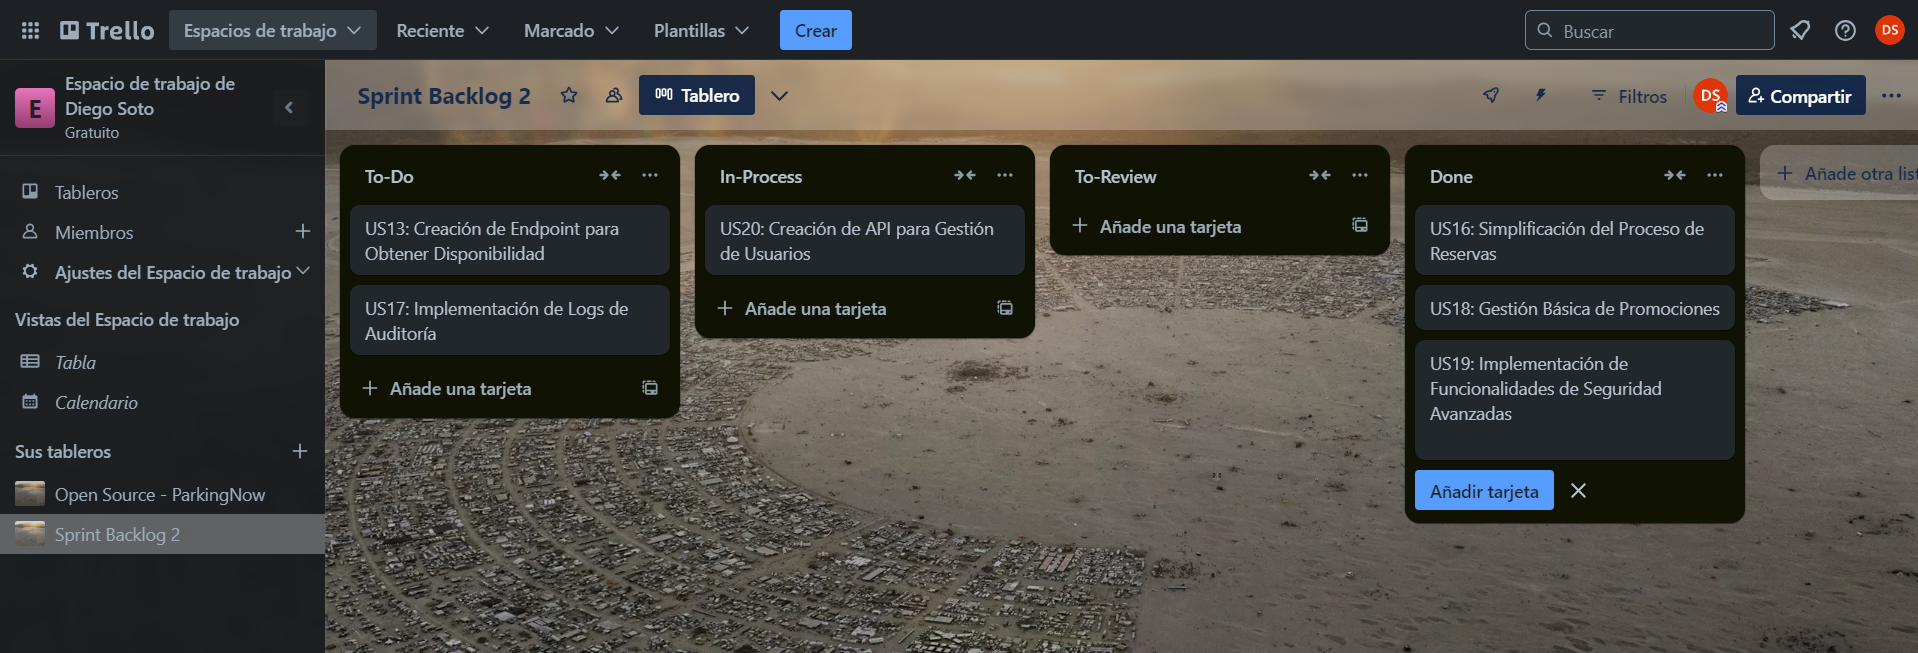 Trello
Espacios de trabajo
Reciente
Marcado
Plantillas
Crear
Buscar
DS
E
Espacio de trabajo de
Diego Soto
Gratuito
Tableros
Miembros
Ajustes del Espacio de trabajo
Vistas del Espacio de trabajo
Tabla
Calendario
Sus tableros
Open Source - ParkingNow
Sprint Backlog 2
Sprint Backlog 2
Tablero
Filtros
DS
Compartir
To-Do
US13: Creación de Endpoint para
Obtener Disponibilidad
US17: Implementación de Logs de
Auditoría
Añade una tarjeta
In-Process
US20: Creación de API para Gestión
de Usuarios
Añade una tarjeta
To-Review
Añade una tarjeta
Done
US16: Simplificación del Proceso de
Reservas
US18: Gestión Básica de Promociones
US19: Implementación de
Funcionalidades de Seguridad
Avanzadas
Añadir tarjeta
Añade otra list